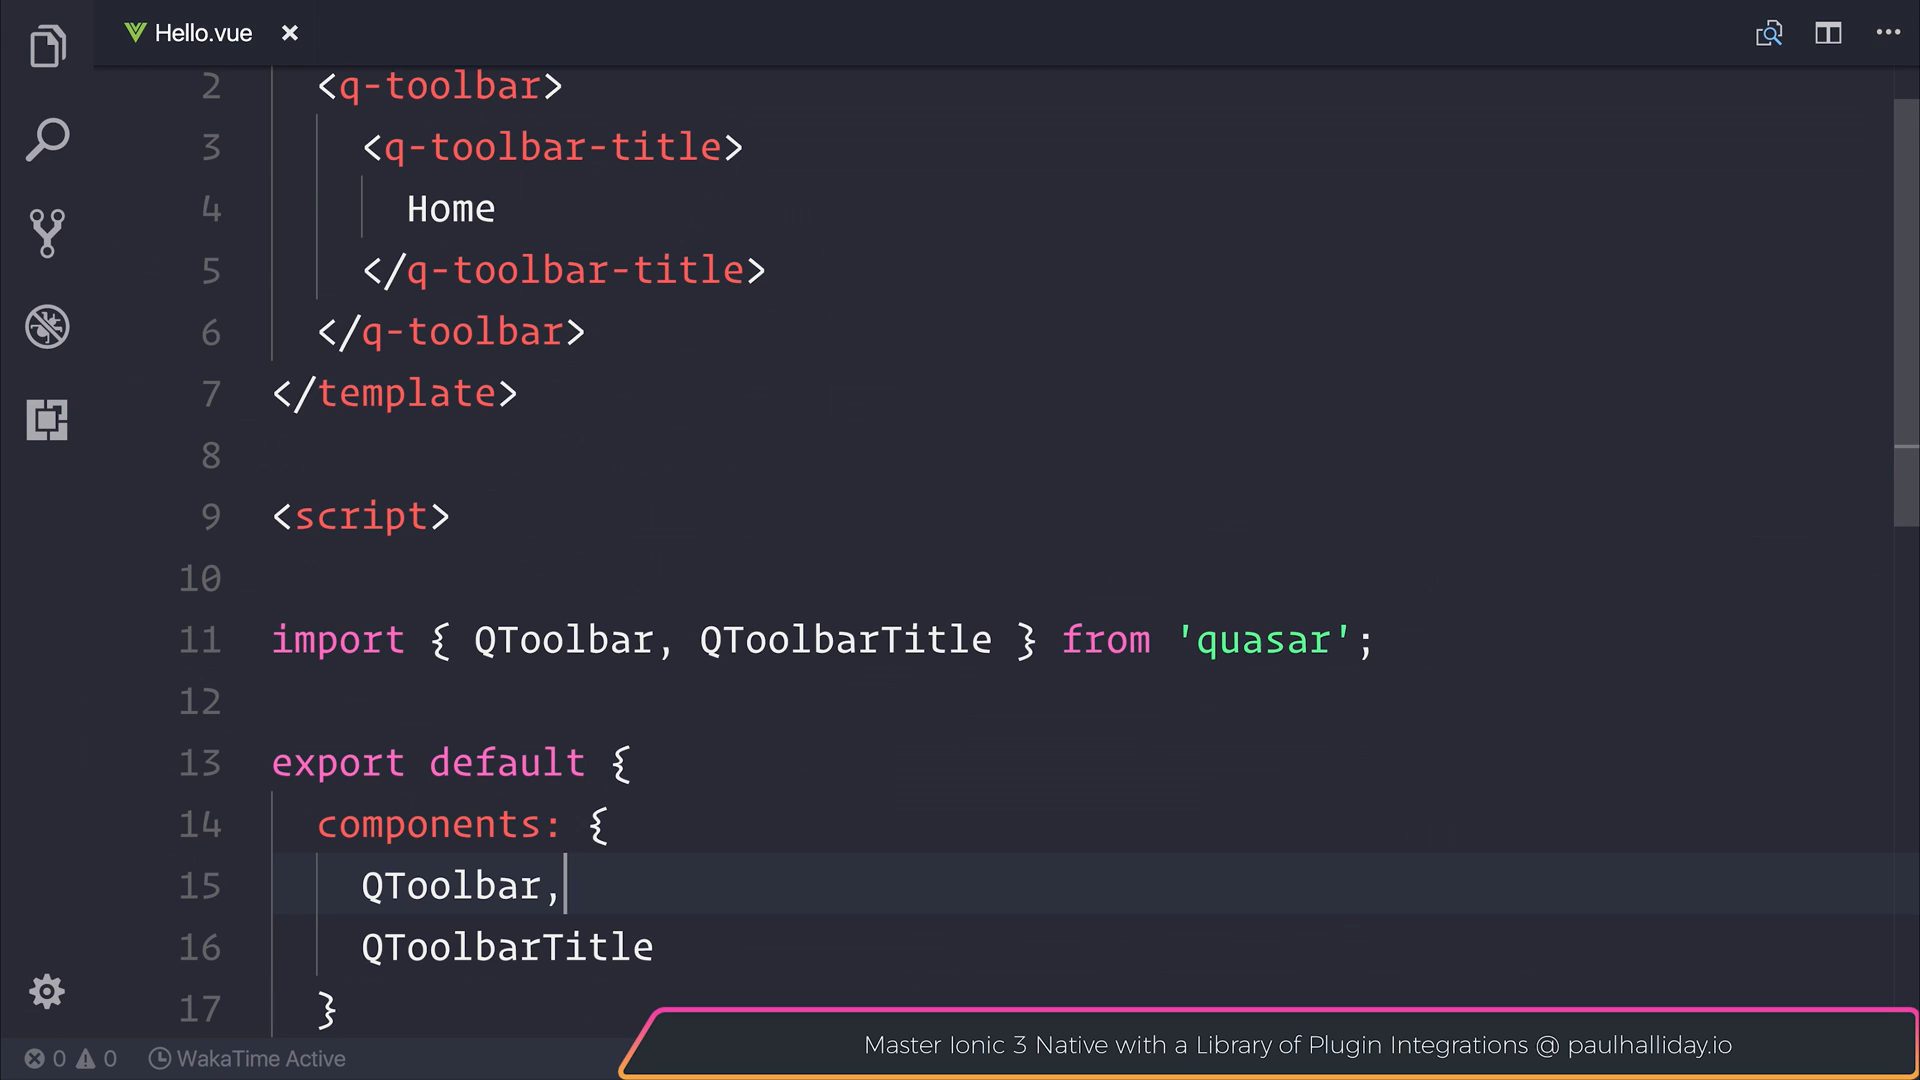 Hello.vue
2 <q-toolbar>
3 <q-toolbar-title>
4 Home
5 </q-toolbar-title>
6 </q-toolbar>
7 </template>
8
9 <script>
10
11 import { QToolbar, QToolbarTitle } from 'quasar';
12
13 export default {
14 components: {
15 QToolbar,
16 QToolbarTitle
17 }
0 0 WakaTime Active
Master Ionic 3 Native with a Library of Plugin Integrations @ paulhalliday.io